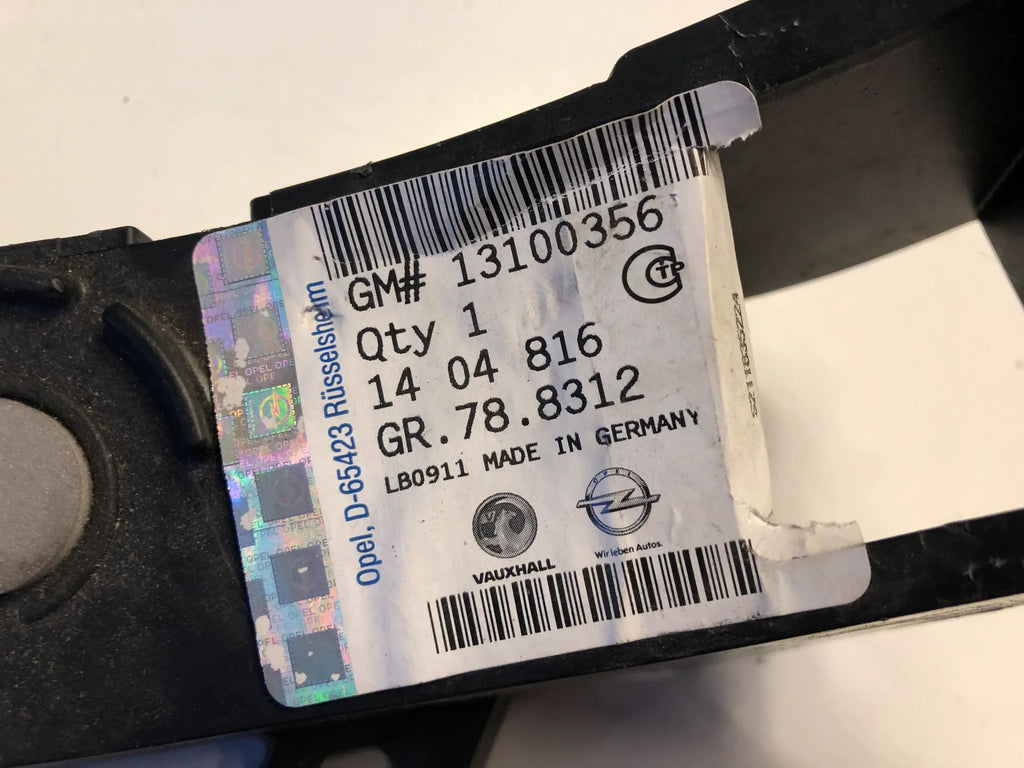 Opel, D-65423 Rüsselsheim
GM# 13100356
Qty 1
14 04 816
GR.78.8312
LB0911 MADE IN GERMANY
VAUXHALL
OPEL
Wir leben Autos.